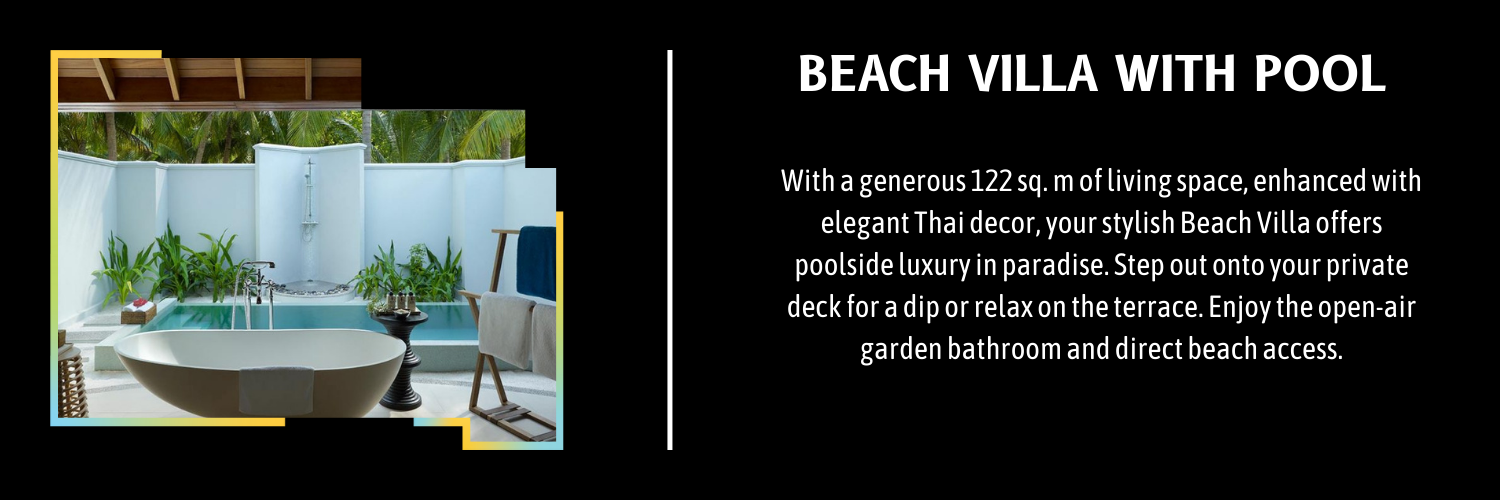 BEACH VILLA WITH POOL
With a generous 122 sq. m of living space, enhanced with
elegant Thai decor, your stylish Beach Villa offers
poolside luxury in paradise. Step out onto your private
deck for a dip or relax on the terrace. Enjoy the open-air
garden bathroom and direct beach access.